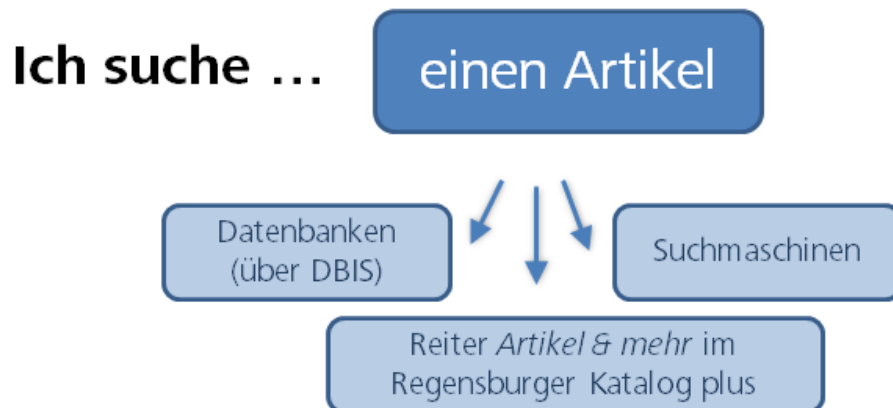 Ich suche … einen Artikel
Datenbanken
(über DBIS)
Suchmaschinen
Reiter Artikel & mehr im
Regensburger Katalog plus